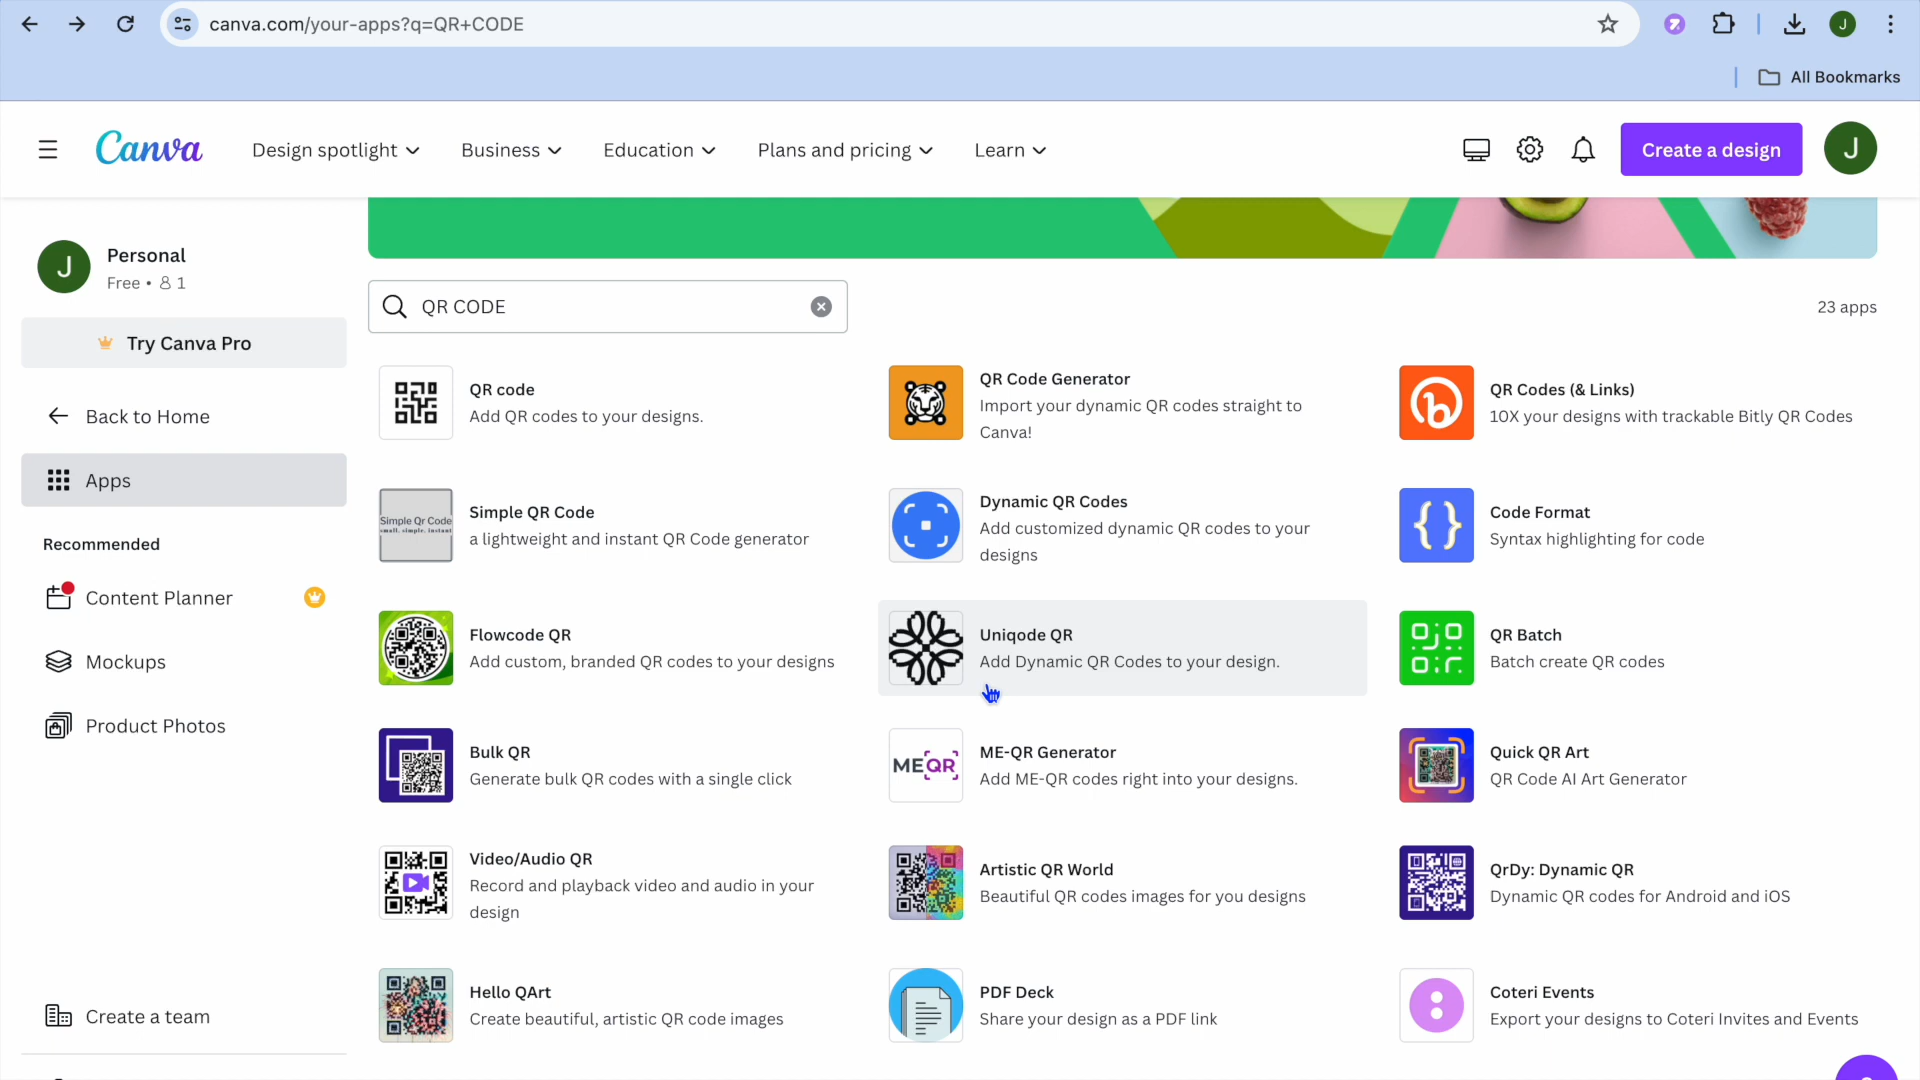 canva.com/your-apps?q=QR+CODE
J
All Bookmarks
Canva
Design spotlight
Business
Education
Plans and pricing
Learn
Create a design
J
J
Personal
Free • 1
Try Canva Pro
Back to Home
Apps
Recommended
Content Planner
Mockups
Product Photos
Create a team
QR CODE
23 apps
QR code
Add QR codes to your designs.
QR Code Generator
Import your dynamic QR codes straight to
Canva!
QR Codes (& Links)
10X your designs with trackable Bitly QR Codes
Simple Qr Code
small. simple. instant
Simple QR Code
a lightweight and instant QR Code generator
Dynamic QR Codes
Add customized dynamic QR codes to your
designs
{}
Code Format
Syntax highlighting for code
Flowcode QR
Add custom, branded QR codes to your designs
Uniqode QR
Add Dynamic QR Codes to your design.
QR Batch
Batch create QR codes
Bulk QR
Generate bulk QR codes with a single click
MEQR
ME-QR Generator
Add ME-QR codes right into your designs.
Quick QR Art
QR Code AI Art Generator
Video/Audio QR
Record and playback video and audio in your
design
Artistic QR World
Beautiful QR codes images for you designs
QrDy: Dynamic QR
Dynamic QR codes for Android and iOS
Hello QArt
Create beautiful, artistic QR code images
PDF Deck
Share your design as a PDF link
Coteri Events
Export your designs to Coteri Invites and Events